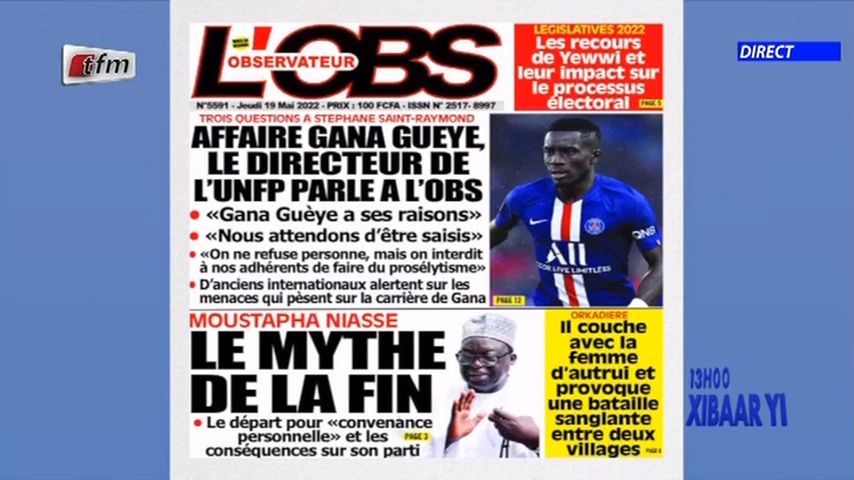 tfm
DIRECT
L'OBS
OBSERVATEUR
N°5591 - Jeudi 19 Mai 2022 - PRIX : 100 FCFA - ISSN N° 2517- 8997
LEGISLATIVES 2022
Les recours
de Yewwi et
leur impact sur
le processus
électoral PAGE 5
TROIS QUESTIONS A STEPHANE SAINT-RAYMOND
AFFAIRE GANA GUEYE,
LE DIRECTEUR DE
L'UNFP PARLE A L'OBS
• «Gana Guèye a ses raisons»
• «Nous attendons d'être saisis»
• «On ne refuse personne, mais on interdit
à nos adhérents de faire du prosélytisme»
• D'anciens internationaux alertent sur les
menaces qui pèsent sur la carrière de Gana
QNB
ALL
PAGE 12
MOUSTAPHA NIASSE
LE MYTHE
DE LA FIN
• Le départ pour «convenance
personnelle» et les
conséquences sur son parti
PAGE 3
ORKADIERE
Il couche
avec la
femme
d'autrui et
provoque
une bataille
sanglante
entre deux
villages
13H00
XIBAAR YI